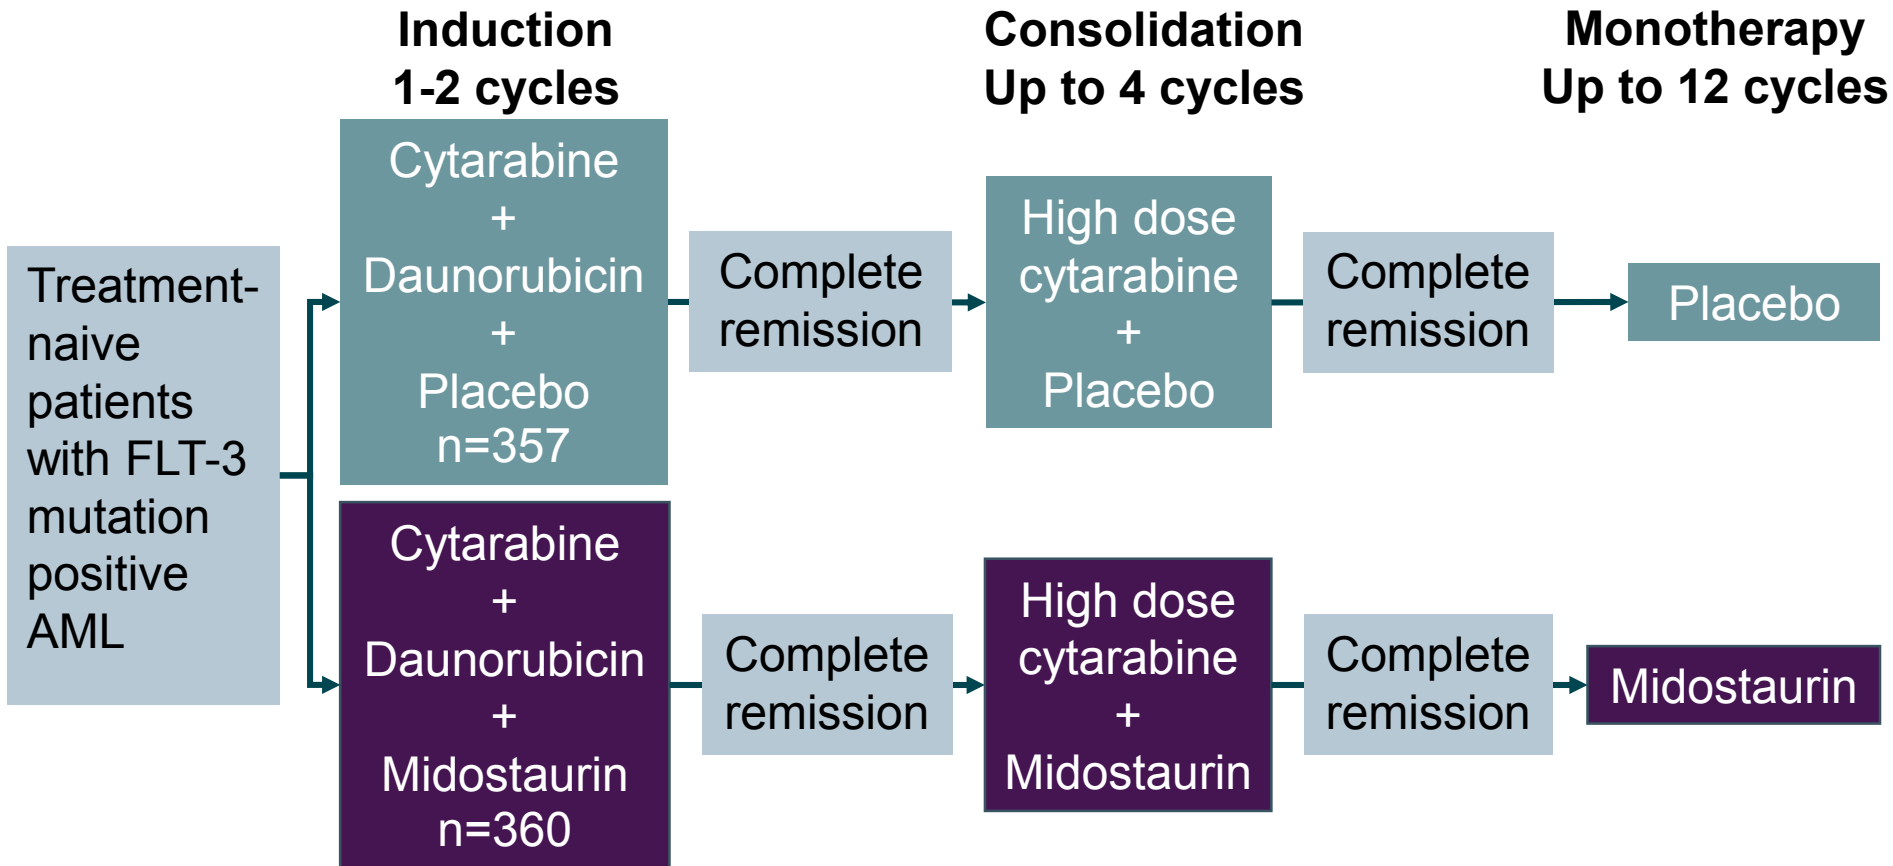 Induction
1-2 cycles
Consolidation
Up to 4 cycles
Monotherapy
Up to 12 cycles
Treatment-
naive
patients
with FLT-3
mutation
positive
AML
Cytarabine
+
Daunorubicin
+
Placebo
n=357
Complete
remission
High dose
cytarabine
+
Placebo
Complete
remission
Placebo
Cytarabine
+
Daunorubicin
+
Midostaurin
n=360
Complete
remission
High dose
cytarabine
+
Midostaurin
Complete
remission
Midostaurin